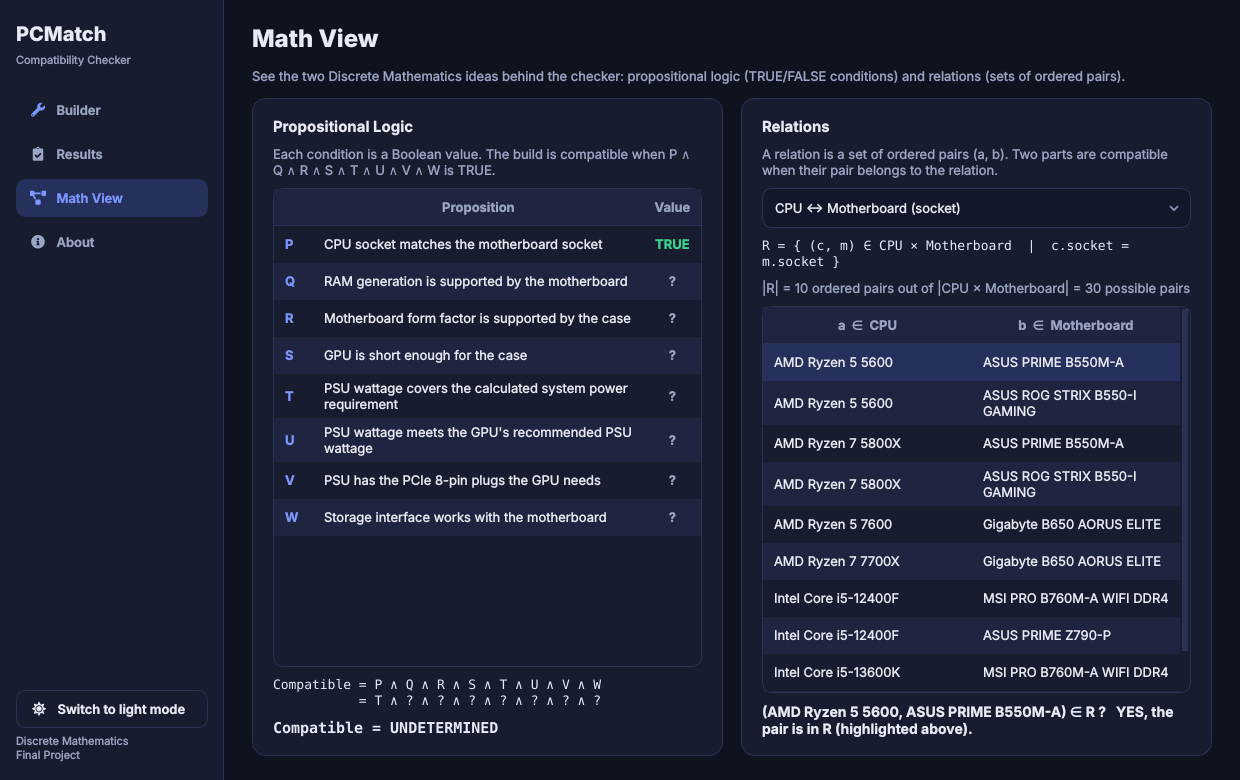 PCMatch
Compatibility Checker
Builder
Results
Math View
About
Switch to light mode
Discrete Mathematics
Final Project
Math View
See the two Discrete Mathematics ideas behind the checker: propositional logic (TRUE/FALSE conditions) and relations (sets of ordered pairs).
Propositional Logic
Each condition is a Boolean value. The build is compatible when P ∧
Q ∧ R ∧ S ∧ T ∧ U ∧ V ∧ W is TRUE.
Proposition Value
P CPU socket matches the motherboard socket TRUE
Q RAM generation is supported by the motherboard ?
R Motherboard form factor is supported by the case ?
S GPU is short enough for the case ?
T PSU wattage covers the calculated system power
requirement ?
U PSU wattage meets the GPU's recommended PSU
wattage ?
V PSU has the PCIe 8-pin plugs the GPU needs ?
W Storage interface works with the motherboard ?
Compatible = P ∧ Q ∧ R ∧ S ∧ T ∧ U ∧ V ∧ W
= T ∧ ? ∧ ? ∧ ? ∧ ? ∧ ? ∧ ? ∧ ?
Compatible = UNDETERMINED
Relations
A relation is a set of ordered pairs (a, b). Two parts are compatible
when their pair belongs to the relation.
CPU ↔ Motherboard (socket)
R = { (c, m) ∈ CPU × Motherboard | c.socket =
m.socket }
|R| = 10 ordered pairs out of |CPU × Motherboard| = 30 possible pairs
a ∈ CPU b ∈ Motherboard
AMD Ryzen 5 5600 ASUS PRIME B550M-A
AMD Ryzen 5 5600 ASUS ROG STRIX B550-I
GAMING
AMD Ryzen 7 5800X ASUS PRIME B550M-A
AMD Ryzen 7 5800X ASUS ROG STRIX B550-I
GAMING
AMD Ryzen 5 7600 Gigabyte B650 AORUS ELITE
AMD Ryzen 7 7700X Gigabyte B650 AORUS ELITE
Intel Core i5-12400F MSI PRO B760M-A WIFI DDR4
Intel Core i5-12400F ASUS PRIME Z790-P
Intel Core i5-13600K MSI PRO B760M-A WIFI DDR4
(AMD Ryzen 5 5600, ASUS PRIME B550M-A) ∈ R ? YES, the
pair is in R (highlighted above).